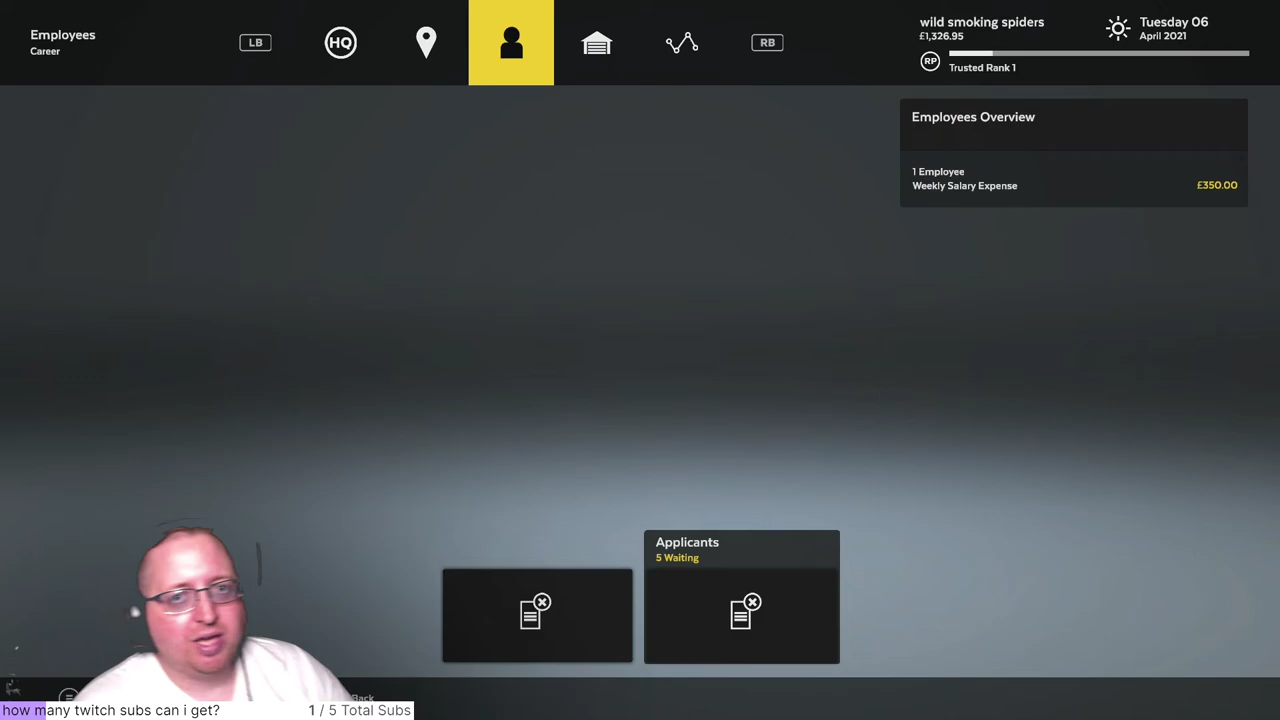 Employees
Career
LB
HQ
RB
wild smoking spiders
£1,326.95
Tuesday 06
April 2021
RP
Trusted Rank 1
Employees Overview
1 Employee
Weekly Salary Expense £350.00
Applicants
5 Waiting
Back
how many twitch subs can i get? 1 / 5 Total Subs